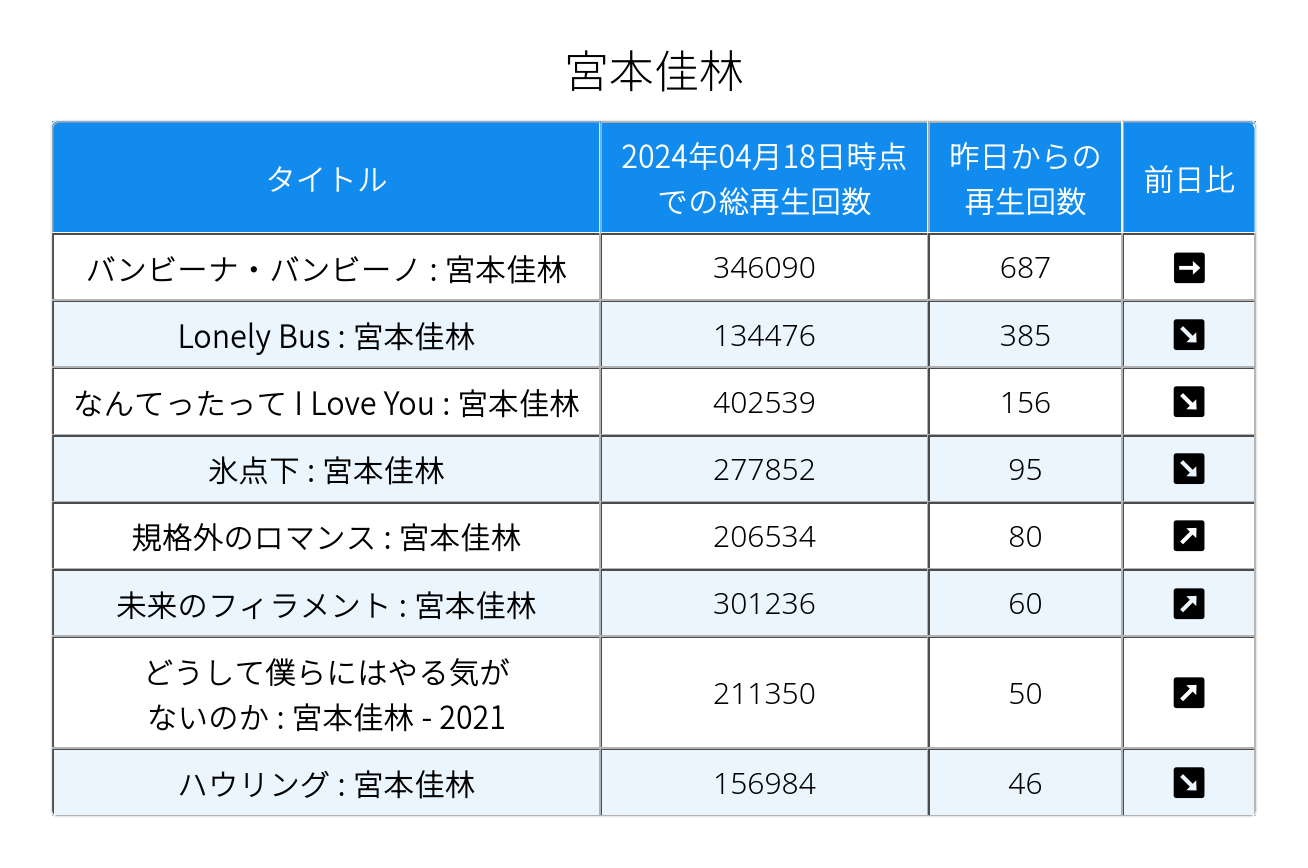 宮本佳林
タイトル
2024年04月18日時点
での総再生回数
昨日からの
再生回数
前日比
バンビーナ・バンビーノ : 宮本佳林 346090 687 ➡
Lonely Bus : 宮本佳林 134476 385 ↘
なんてったって I Love You : 宮本佳林 402539 156 ↘
氷点下 : 宮本佳林 277852 95 ↘
規格外のロマンス : 宮本佳林 206534 80 ↗
未来のフィラメント : 宮本佳林 301236 60 ↗
どうして僕らにはやる気が
ないのか : 宮本佳林 - 2021 211350 50 ↗
ハウリング : 宮本佳林 156984 46 ↘